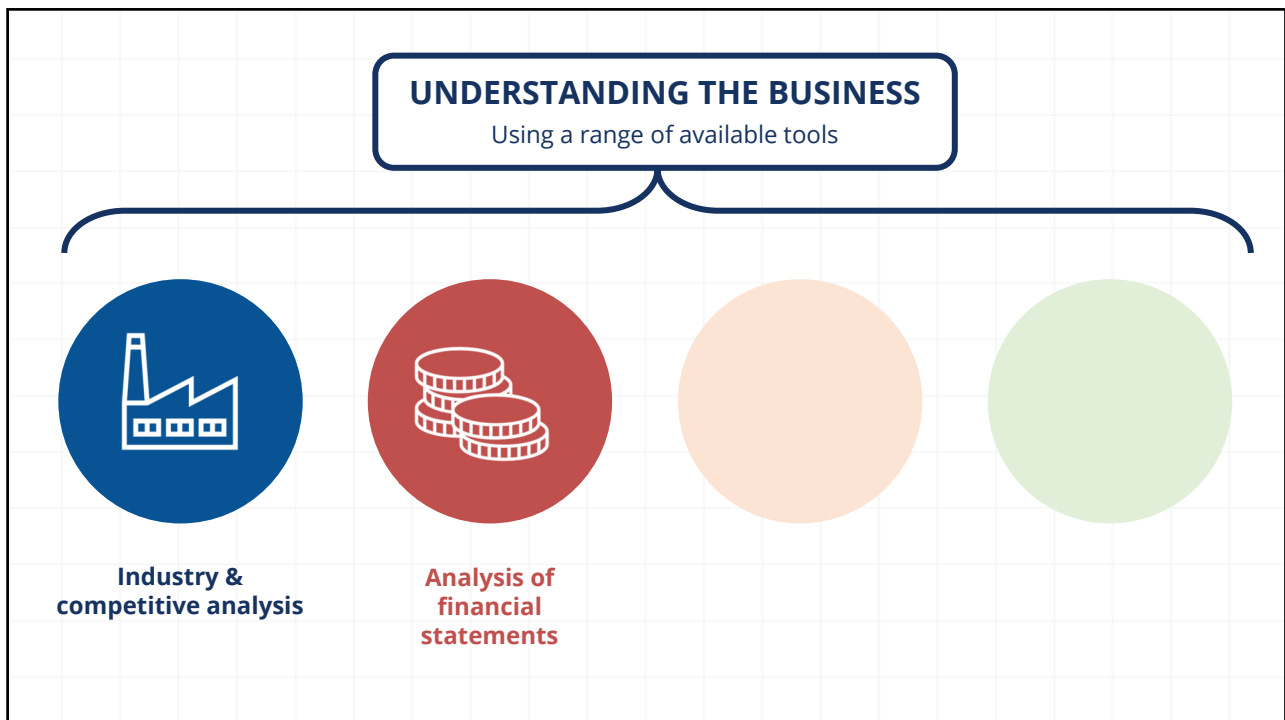 UNDERSTANDING THE BUSINESS
Using a range of available tools
Industry &
competitive analysis
Analysis of
financial
statements